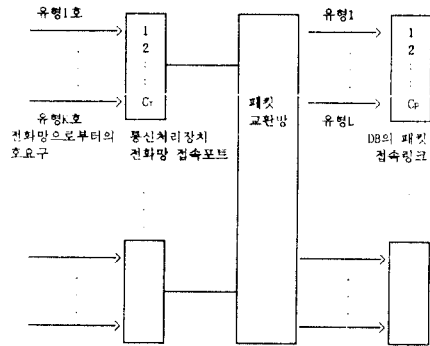 유형1호
1
2
유형K호
C_T
전화망으로부터의
호요구
통신처리장치
전화망 접속포트
패킷
교환망
유형1
1
2
유형L
C_P
DB의 패킷
접속링크